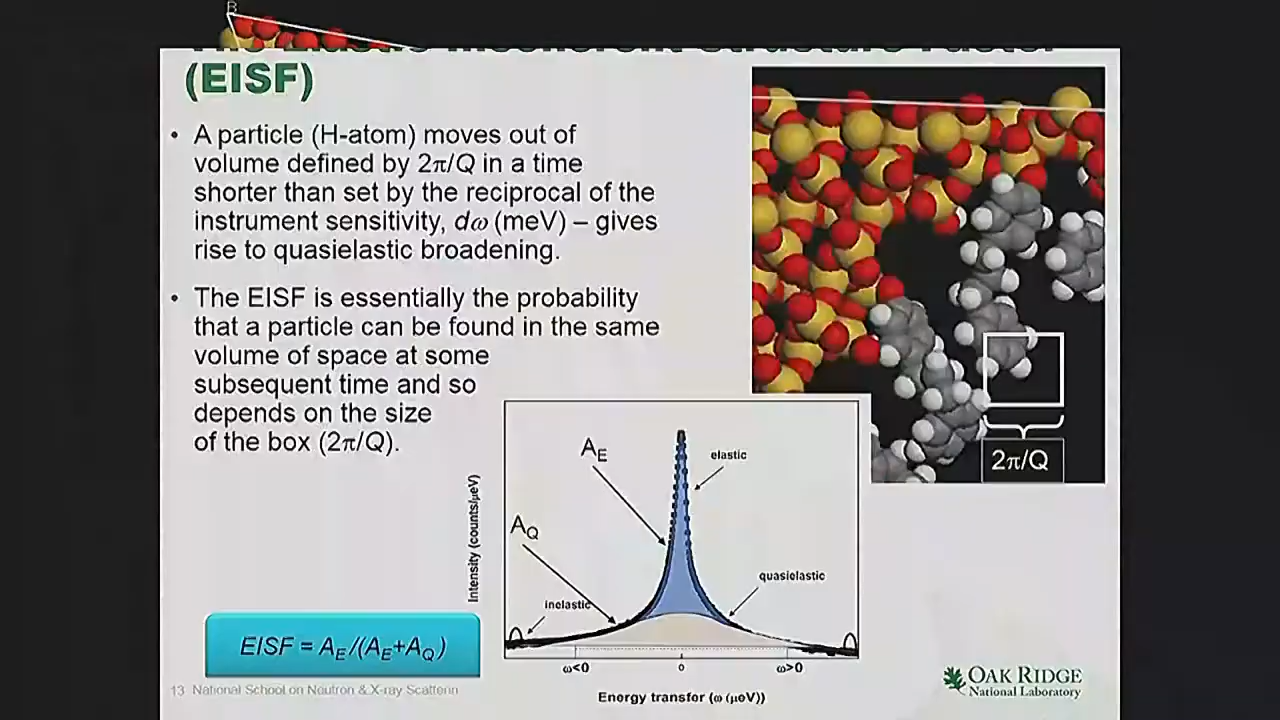 B
(EISF)
• A particle (H-atom) moves out of
volume defined by 2π/Q in a time
shorter than set by the reciprocal of the
instrument sensitivity, dω (meV) – gives
rise to quasielastic broadening.
• The EISF is essentially the probability
that a particle can be found in the same
volume of space at some
subsequent time and so
depends on the size
of the box (2π/Q).
2π/Q
A_E
elastic
A_Q
quasielastic
inelastic
Intensity (counts/μeV)
ω<0
0
ω>0
Energy transfer (ω (μeV))
EISF = A_E/(A_E+A_Q)
13 National School on Neutron & X-ray Scatterin
OAK RIDGE
National Laboratory